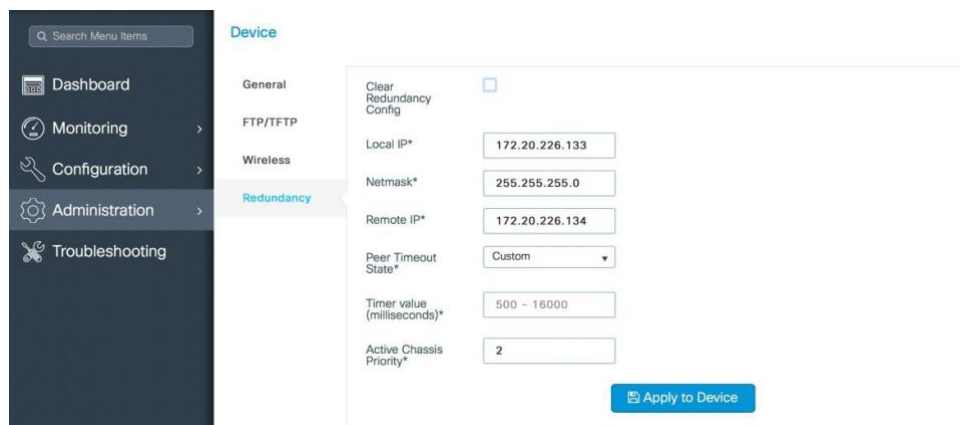 Search Menu Items
Dashboard
Monitoring
Configuration
Administration
Troubleshooting
Device
General
FTP/TFTP
Wireless
Redundancy
Clear
Redundancy
Config
Local IP*
172.20.226.133
Netmask*
255.255.255.0
Remote IP*
172.20.226.134
Peer Timeout
State*
Custom
Timer value
(milliseconds)*
500 - 16000
Active Chassis
Priority*
2
Apply to Device